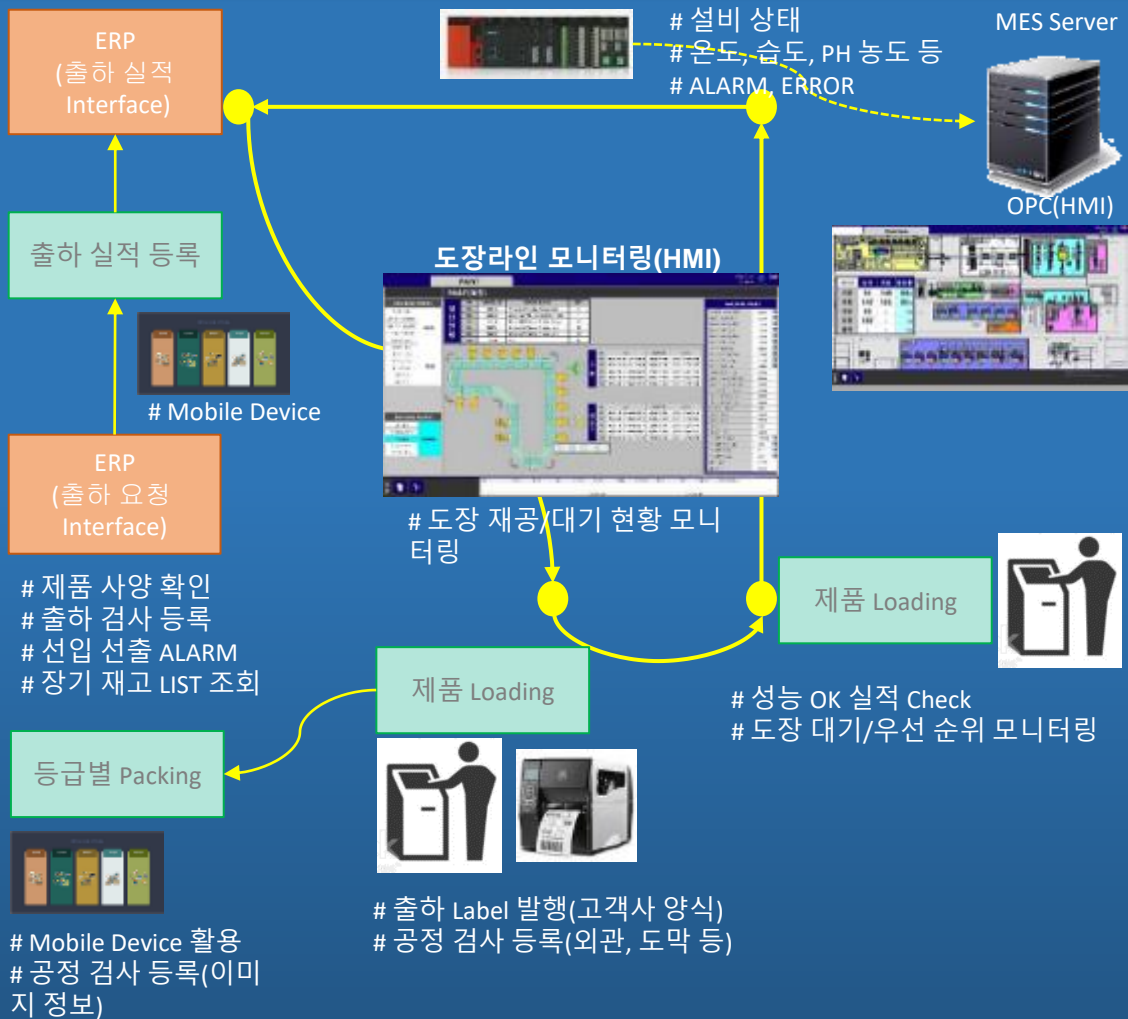 ERP
(출하 실적
Interface)
# 설비 상태
# 온도, 습도, PH 농도 등
# ALARM, ERROR
MES Server
OPC(HMI)
출하 실적 등록
# Mobile Device
도장라인 모니터링(HMI)
PAINT
# 도장 재공/대기 현황 모니
터링
ERP
(출하 요청
Interface)
# 제품 사양 확인
# 출하 검사 등록
# 선입 선출 ALARM
# 장기 재고 LIST 조회
제품 Loading
# 성능 OK 실적 Check
# 도장 대기/우선 순위 모니터링
제품 Loading
등급별 Packing
# 출하 Label 발행(고객사 양식)
# 공정 검사 등록(외관, 도막 등)
# Mobile Device 활용
# 공정 검사 등록(이미
지 정보)